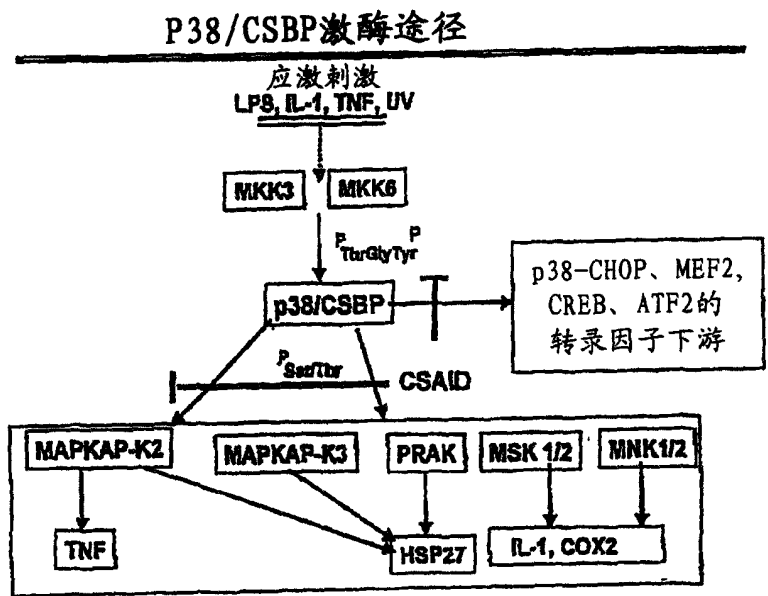 P38/CSBP激酶途径
应激刺激
LPS, IL-1, TNF, UV
MKK3
MKK6
P
ThrGlyTyr
P
p38/CSBP
p38-CHOP、MEF2,
CREB、ATF2的
转录因子下游
P
Ser/Thr
CSAID
MAPKAP-K2
MAPKAP-K3
PRAK
MSK 1/2
MNK1/2
TNF
HSP27
IL-1, COX2